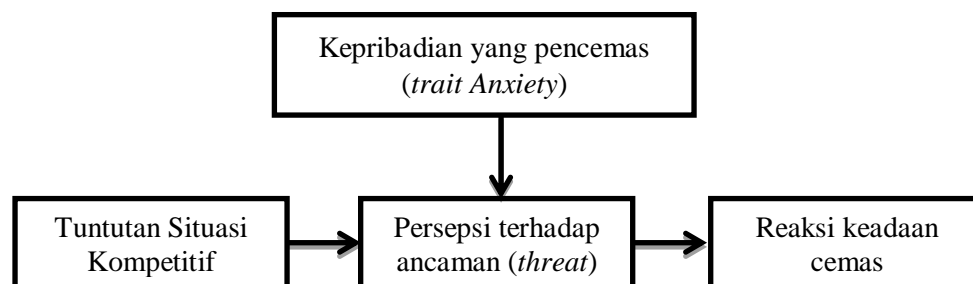 Kepribadian yang pencemas
(trait Anxiety)
Tuntutan Situasi
Kompetitif
Persepsi terhadap
ancaman (threat)
Reaksi keadaan
cemas